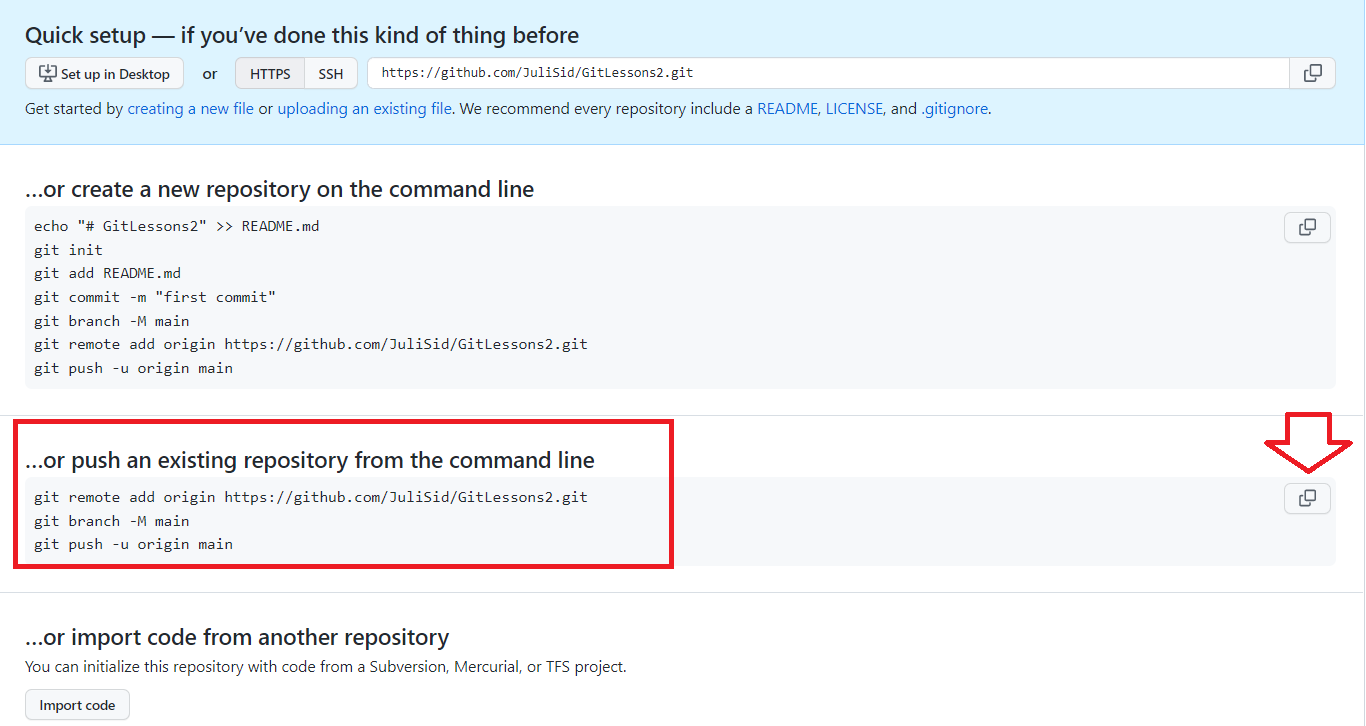 Quick setup — if you’ve done this kind of thing before
Set up in Desktop or HTTPS SSH https://github.com/JuliSid/GitLessons2.git
Get started by creating a new file or uploading an existing file. We recommend every repository include a README, LICENSE, and .gitignore.
…or create a new repository on the command line
echo "# GitLessons2" >> README.md
git init
git add README.md
git commit -m "first commit"
git branch -M main
git remote add origin https://github.com/JuliSid/GitLessons2.git
git push -u origin main
…or push an existing repository from the command line
git remote add origin https://github.com/JuliSid/GitLessons2.git
git branch -M main
git push -u origin main
…or import code from another repository
You can initialize this repository with code from a Subversion, Mercurial, or TFS project.
Import code